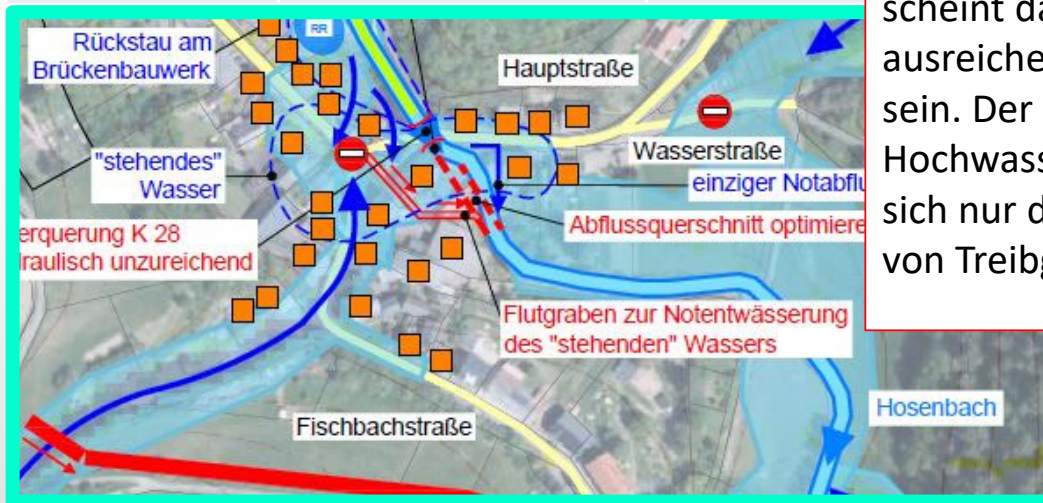 RR
Rückstau am
Brückenbauwerk
Hauptstraße
"stehendes"
Wasser
Wasserstraße
einziger Notabflu
Abflussquerschnitt optimiere
erquerung K 28
raulisch unzureichend
Flutgraben zur Notentwässerung
des "stehenden" Wassers
Hosenbach
Fischbachstraße
scheint da
ausreiche
sein. Der
Hochwass
sich nur d
von Treibg